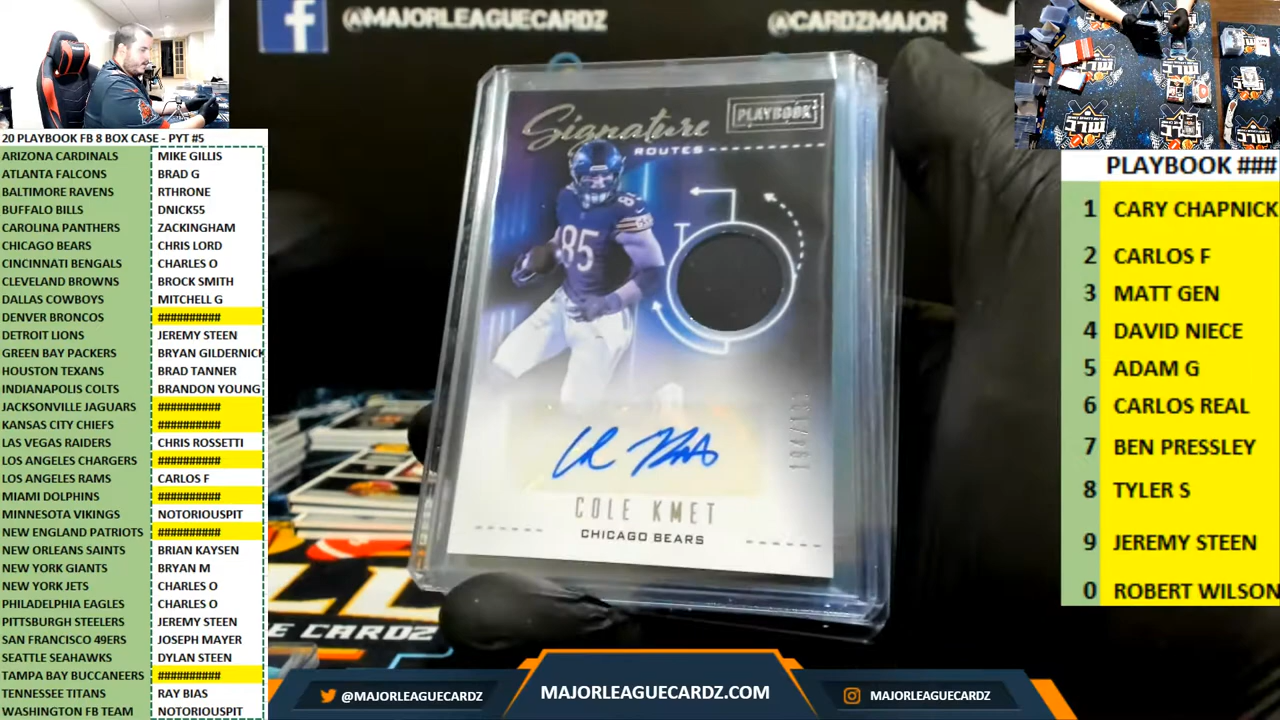 @MAJORLEAGUECARDZ
@CARDZMAJOR
20 PLAYBOOK FB 8 BOX CASE - PYT #5
ARIZONA CARDINALS MIKE GILLIS
ATLANTA FALCONS BRAD G
BALTIMORE RAVENS RTHRONE
BUFFALO BILLS DNICK55
CAROLINA PANTHERS ZACKINGHAM
CHICAGO BEARS CHRIS LORD
CINCINNATI BENGALS CHARLES O
CLEVELAND BROWNS BROCK SMITH
DALLAS COWBOYS MITCHELL G
DENVER BRONCOS ##########
DETROIT LIONS JEREMY STEEN
GREEN BAY PACKERS BRYAN GILDERNICK
HOUSTON TEXANS BRAD TANNER
INDIANAPOLIS COLTS BRANDON YOUNG
JACKSONVILLE JAGUARS ##########
KANSAS CITY CHIEFS ##########
LAS VEGAS RAIDERS CHRIS ROSSETTI
LOS ANGELES CHARGERS ##########
LOS ANGELES RAMS CARLOS F
MIAMI DOLPHINS ##########
MINNESOTA VIKINGS NOTORIOUSPIT
NEW ENGLAND PATRIOTS ##########
NEW ORLEANS SAINTS BRIAN KAYSEN
NEW YORK GIANTS BRYAN M
NEW YORK JETS CHARLES O
PHILADELPHIA EAGLES CHARLES O
PITTSBURGH STEELERS JEREMY STEEN
SAN FRANCISCO 49ERS JOSEPH MAYER
SEATTLE SEAHAWKS DYLAN STEEN
TAMPA BAY BUCCANEERS ##########
TENNESSEE TITANS RAY BIAS
WASHINGTON FB TEAM NOTORIOUSPIT
Signature
ROUTES
PLAYBOOK
85
T
COLE KMET
CHICAGO BEARS
PLAYBOOK ###
1 CARY CHAPNICK
2 CARLOS F
3 MATT GEN
4 DAVID NIECE
5 ADAM G
6 CARLOS REAL
7 BEN PRESSLEY
8 TYLER S
9 JEREMY STEEN
0 ROBERT WILSON
E CARDZ
@MAJORLEAGUECARDZ
MAJORLEAGUECARDZ.COM
MAJORLEAGUECARDZ